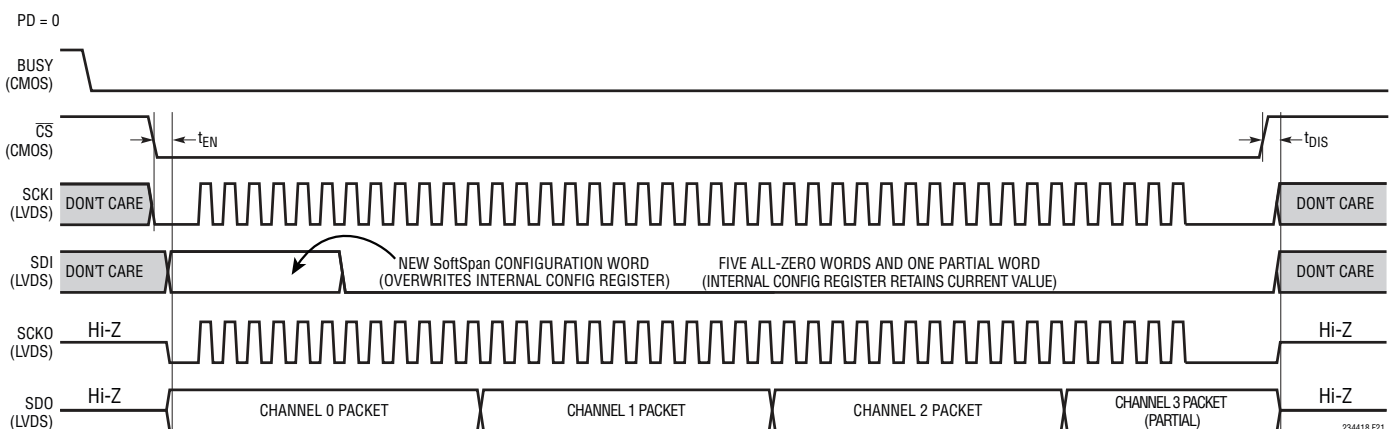 PD = 0
BUSY
(CMOS)
CS
(CMOS)
tEN
tDIS
SCKI
(LVDS)
DON'T CARE
DON'T CARE
SDI
(LVDS)
DON'T CARE
NEW SoftSpan CONFIGURATION WORD
(OVERWRITES INTERNAL CONFIG REGISTER)
FIVE ALL-ZERO WORDS AND ONE PARTIAL WORD
(INTERNAL CONFIG REGISTER RETAINS CURRENT VALUE)
DON'T CARE
SCKO
(LVDS)
Hi-Z
Hi-Z
SDO
(LVDS)
Hi-Z
CHANNEL 0 PACKET
CHANNEL 1 PACKET
CHANNEL 2 PACKET
CHANNEL 3 PACKET
(PARTIAL)
Hi-Z
234418 F21